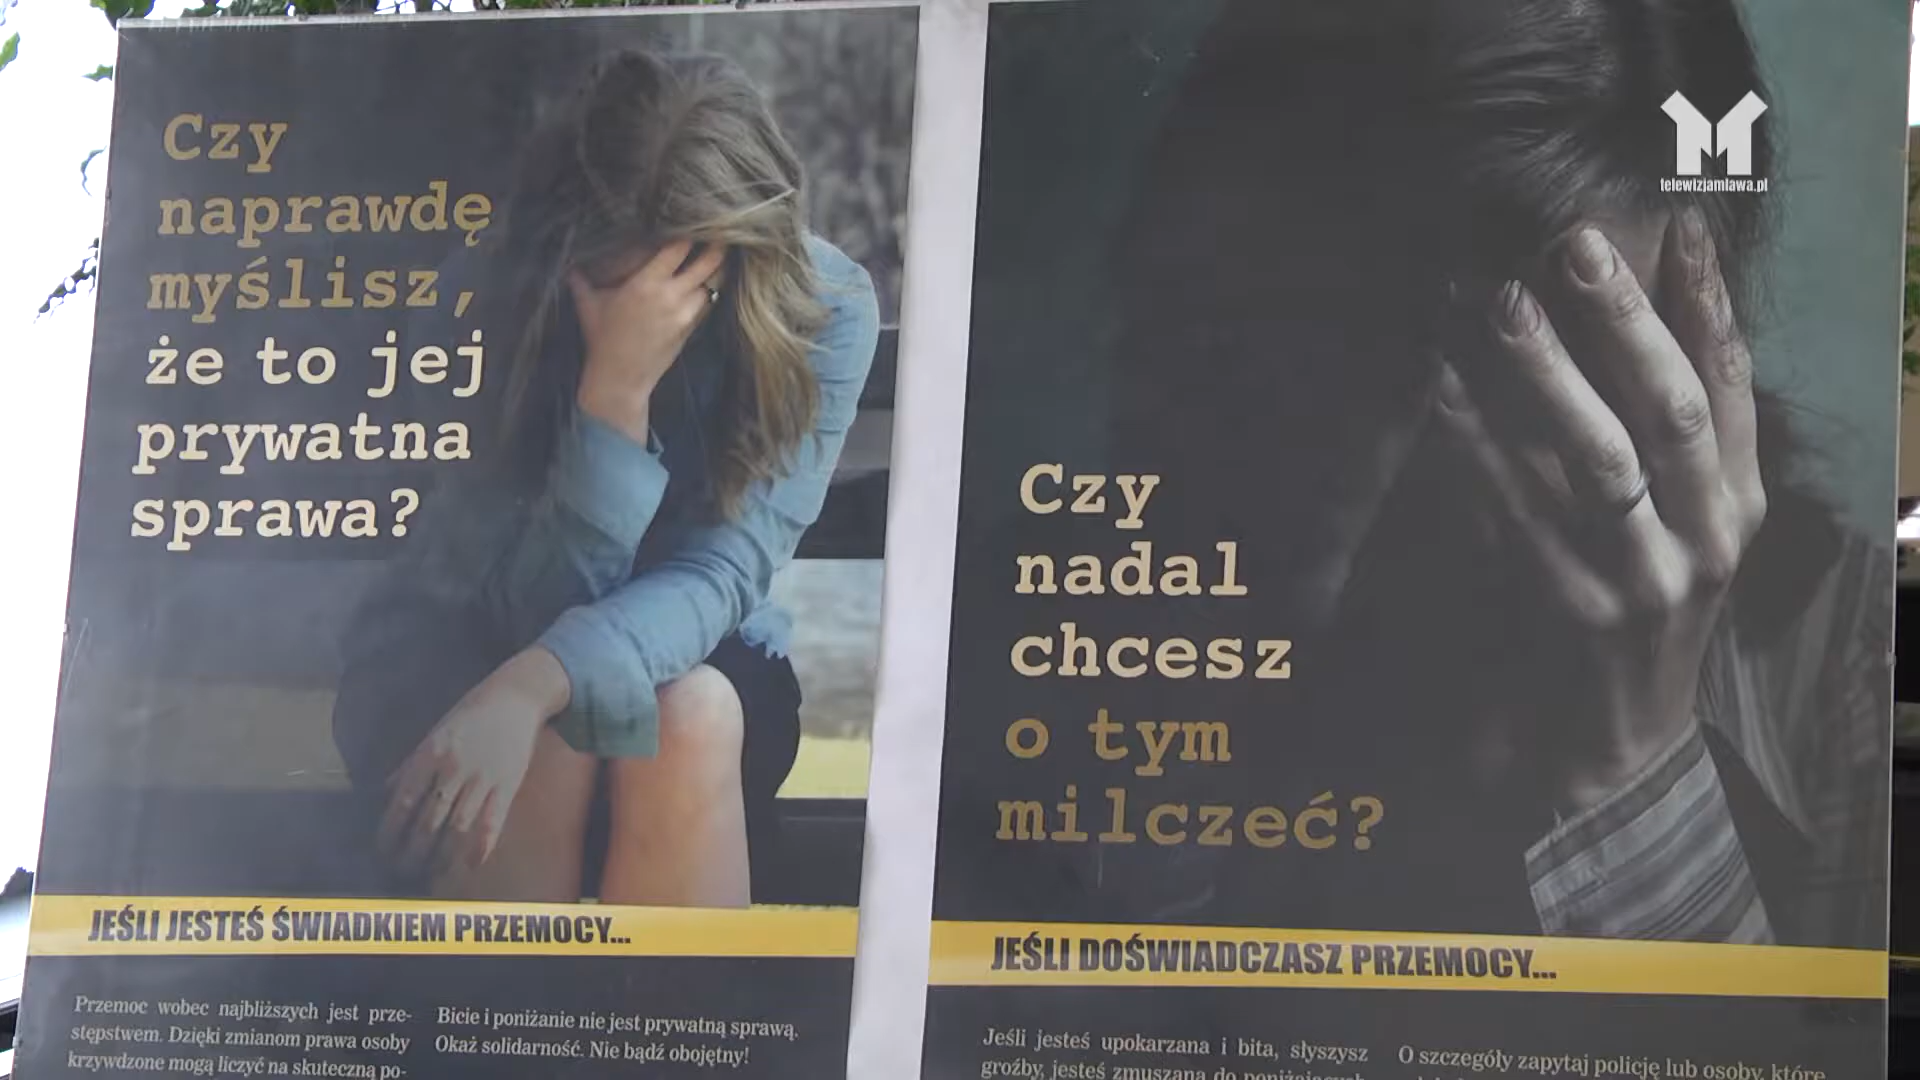 Czy
naprawdę
myślisz,
że to jej
prywatna
sprawa?
JEŚLI JESTEŚ ŚWIADKIEM PRZEMOCY...
Przemoc wobec najbliższych jest prze-
stępstwem. Dzięki zmianom prawa osoby
krzywdzone mogą liczyć na skuteczną po-
Bicie i poniżanie nie jest prywatną sprawą.
Okaż solidarność. Nie bądź obojętny!
Czy
nadal
chcesz
o tym
milczeć?
JEŚLI DOŚWIADCZASZ PRZEMOCY...
Jeśli jesteś upokarzana i bita, słyszysz
groźby, jesteś zmuszana do poniżających
O szczegóły zapytaj policję lub osoby, które
M
telewizjamlawa.pl